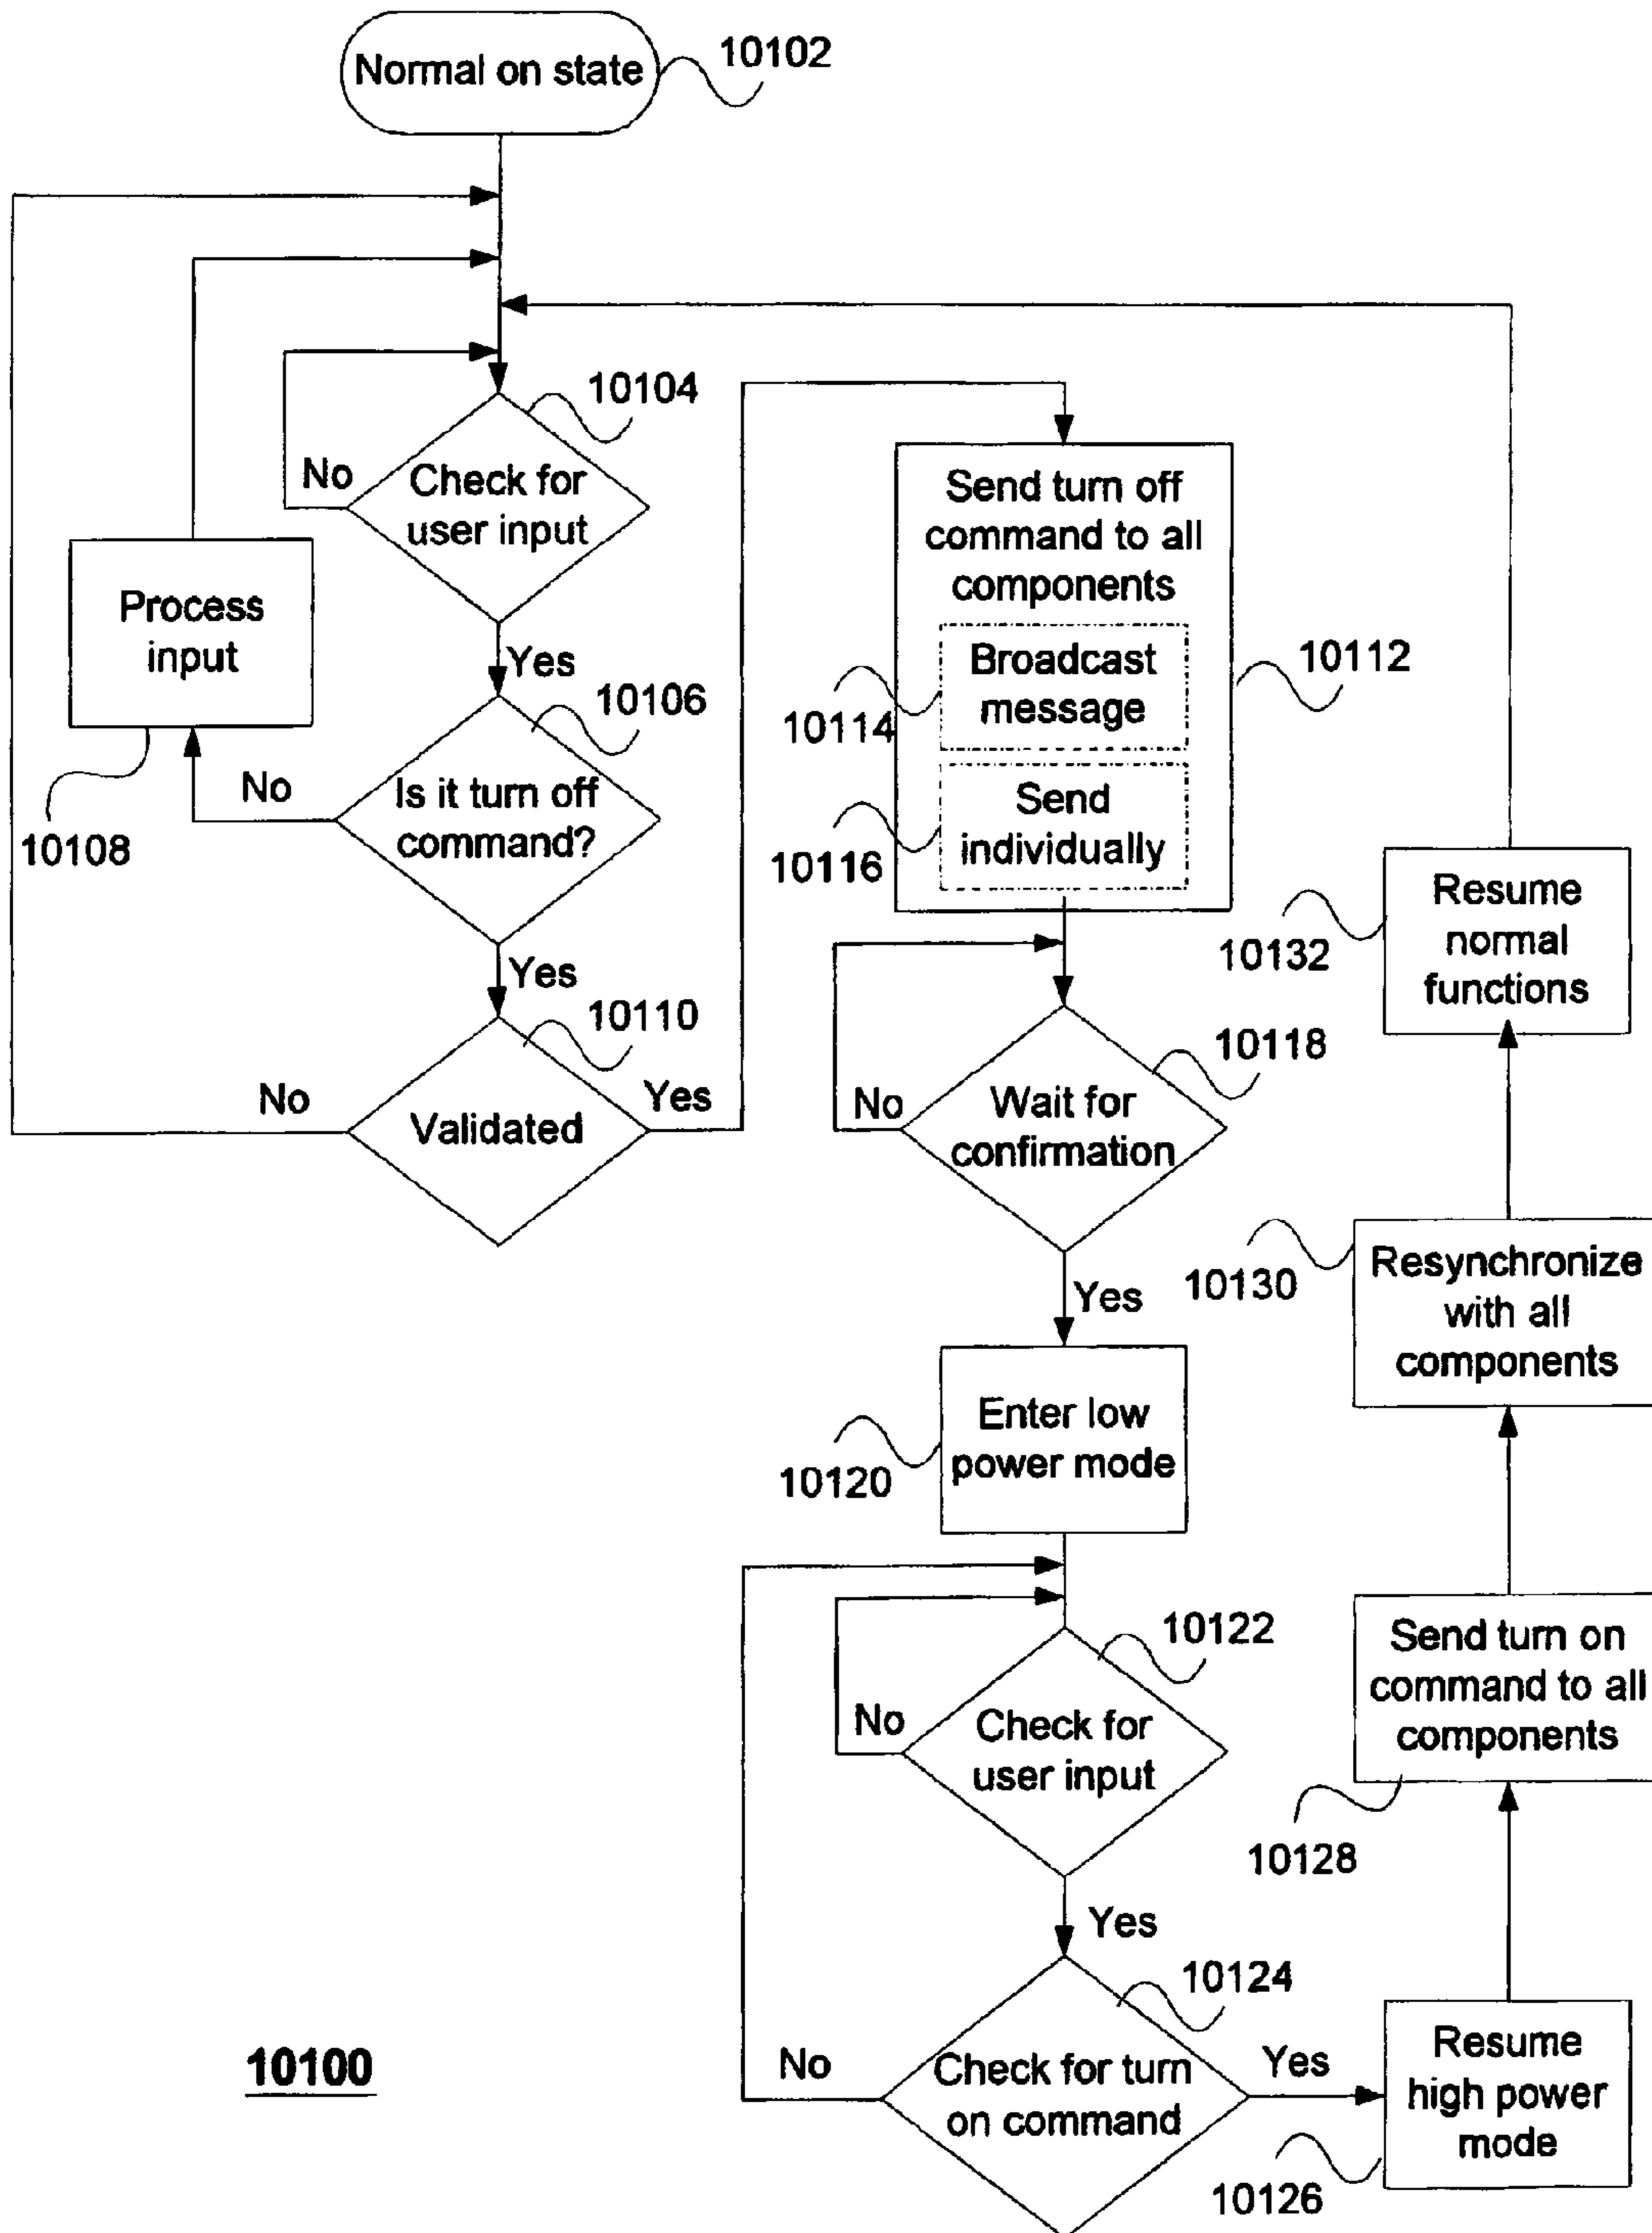 Normal on state
10102
10104
No
Check for
user input
Process
input
10108
Yes
10106
No
Is it turn off
command?
Yes
10110
No
Validated
Yes
Send turn off
command to all
components
Broadcast
message
10114
Send
individually
10116
10112
10118
No
Wait for
confirmation
Yes
Enter low
power mode
10120
10122
No
Check for
user input
Yes
10124
No
Check for turn
on command
Yes
Resume
high power
mode
10126
Send turn on
command to all
components
10128
Resynchronize
with all
components
10130
Resume
normal
functions
10132
10100